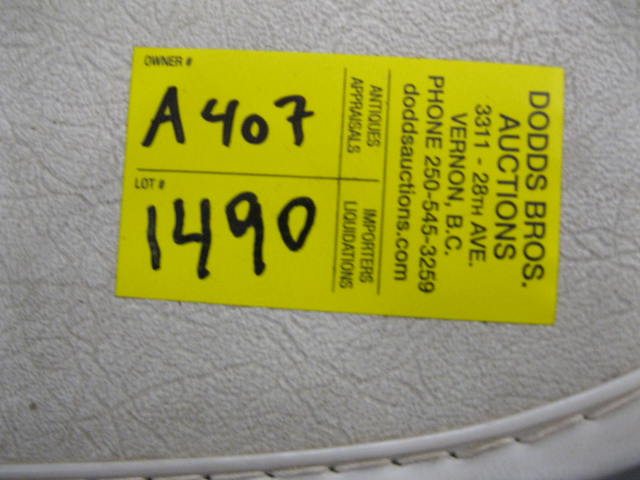 OWNER #
A407
LOT #
1490
ANTIQUES
APPRAISALS
IMPORTERS
LIQUIDATIONS
DODDS BROS.
AUCTIONS
3311 - 28TH AVE.
VERNON, B.C.
PHONE 250-545-3259
doddsauctions.com